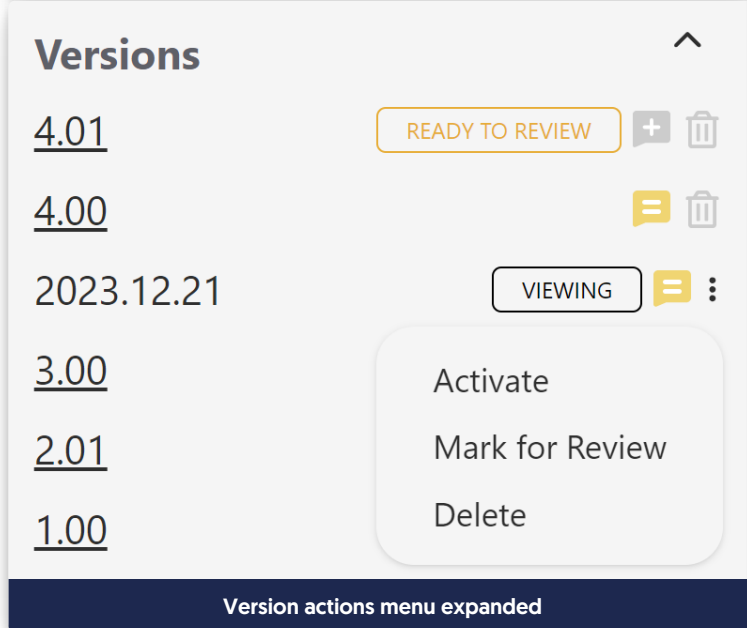 Versions
4.01 READY TO REVIEW
4.00
2023.12.21 VIEWING
3.00
Activate
2.01
Mark for Review
1.00
Delete
Version actions menu expanded